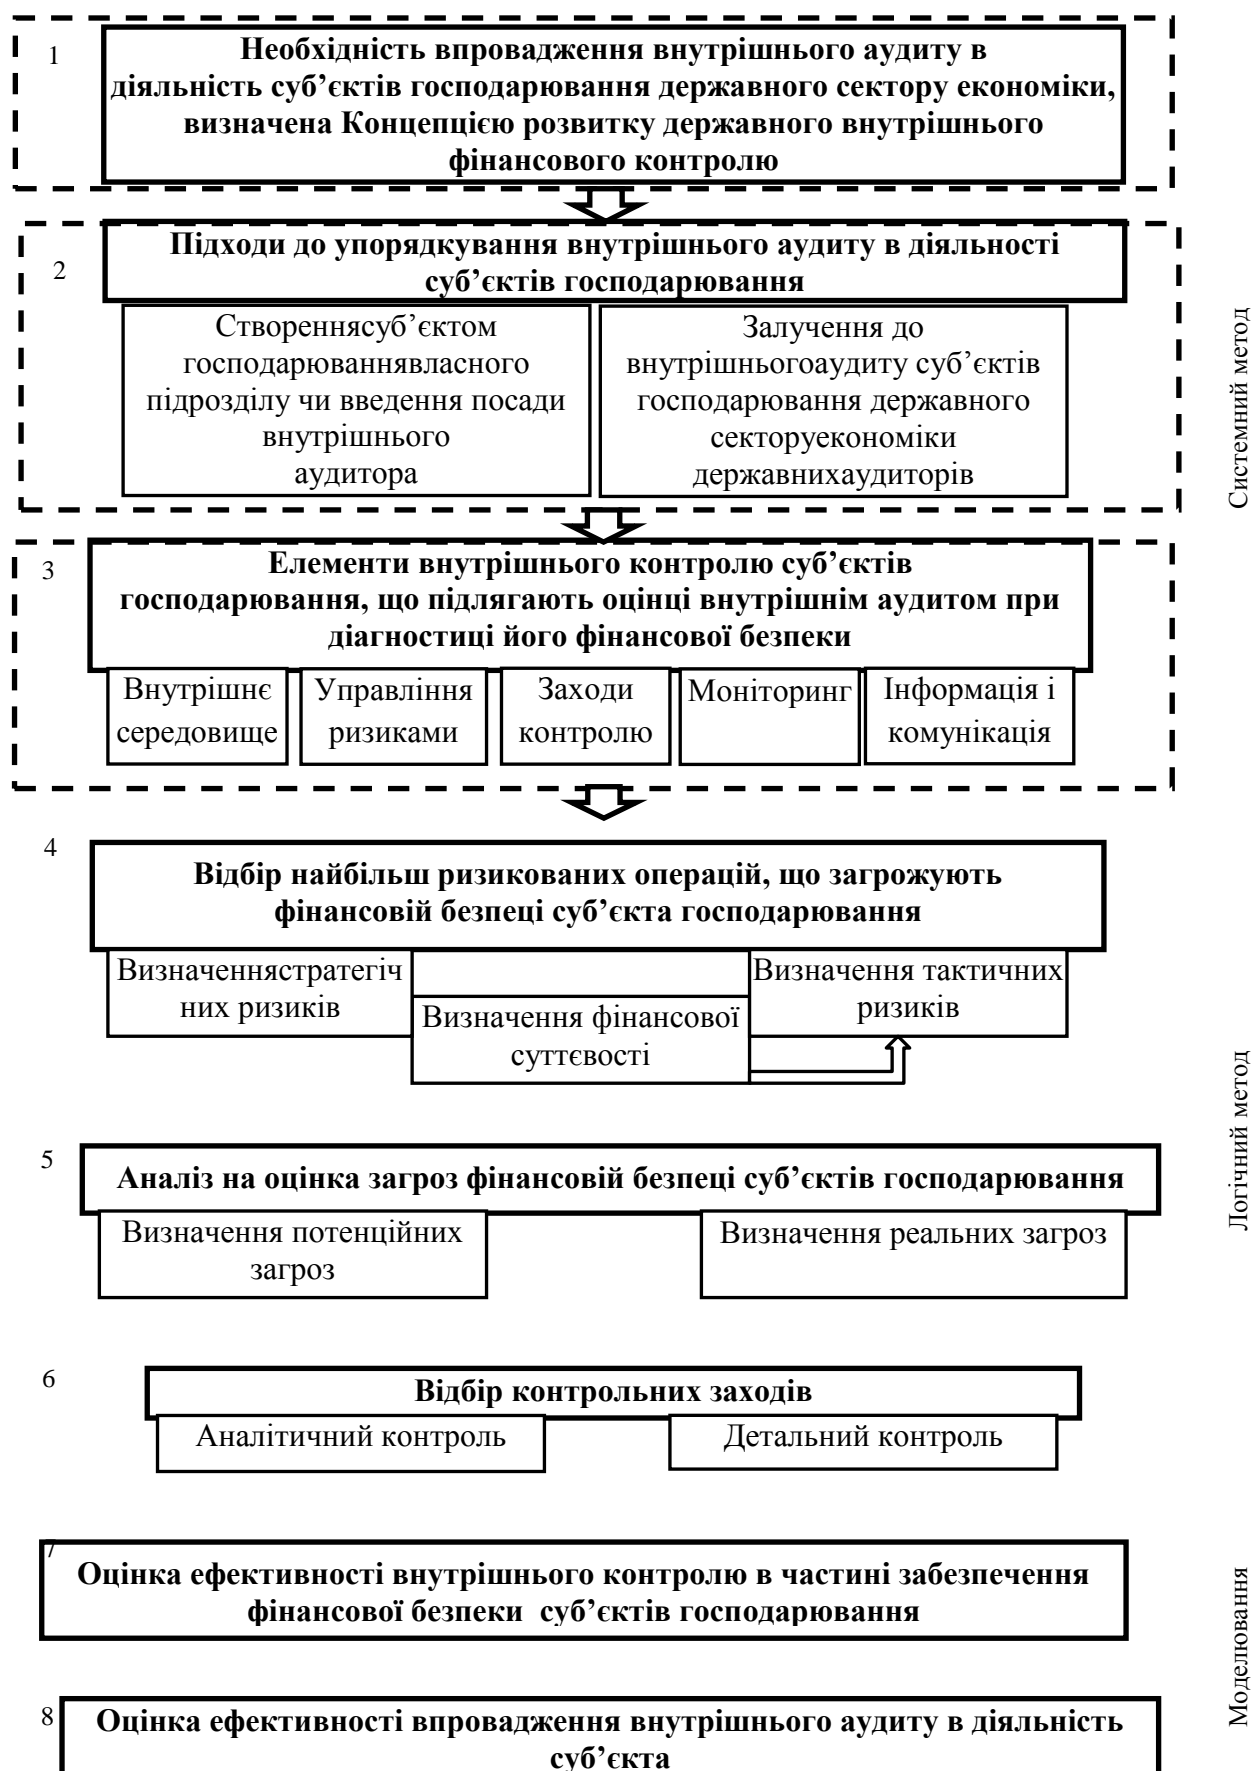 1
Необхідність впровадження внутрішнього аудиту в
діяльність суб’єктів господарювання державного сектору економіки,
визначена Концепцією розвитку державного внутрішнього
фінансового контролю
2
Підходи до упорядкування внутрішнього аудиту в діяльності
суб’єктів господарювання
Створеннясуб’єктом
господарюваннявласного
підрозділу чи введення посади
внутрішнього
аудитора
Залучення до
внутрішньогоаудиту суб’єктів
господарювання державного
секторуекономіки
державнихаудиторів
Системний метод
3
Елементи внутрішнього контролю суб’єктів
господарювання, що підлягають оцінці внутрішнім аудитом при
діагностиці його фінансової безпеки
Внутрішнє
середовище
Управління
ризиками
Заходи
контролю
Моніторинг
Інформація і
комунікація
4
Відбір найбільш ризикованих операцій, що загрожують
фінансовій безпеці суб’єкта господарювання
Визначеннястратегіч
них ризиків
Визначення фінансової
суттєвості
Визначення тактичних
ризиків
Логічний метод
5
Аналіз на оцінка загроз фінансовій безпеці суб’єктів господарювання
Визначення потенційних
загроз
Визначення реальних загроз
6
Відбір контрольних заходів
Аналітичний контроль
Детальний контроль
7
Оцінка ефективності внутрішнього контролю в частині забезпечення
фінансової безпеки суб’єктів господарювання
Моделювання
8
Оцінка ефективності впровадження внутрішнього аудиту в діяльність
суб’єкта